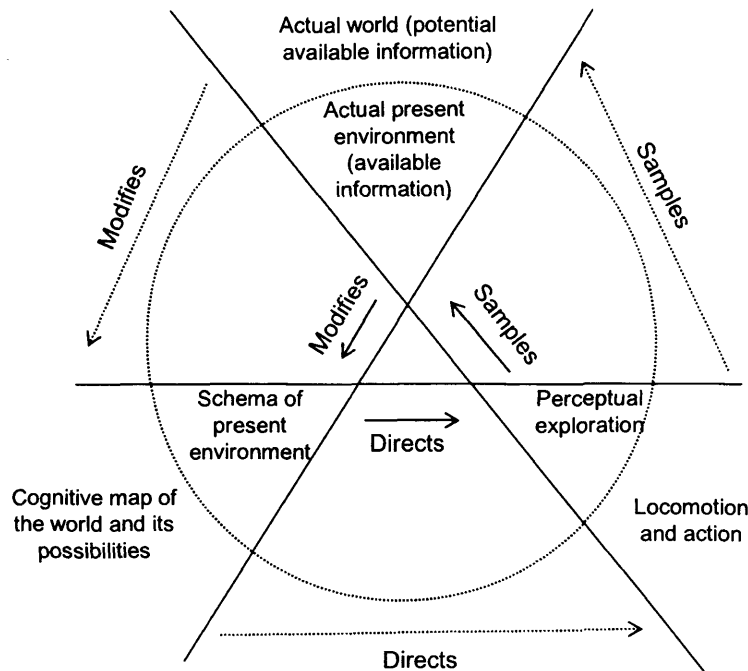 Actual world (potential
available information)
Actual present
environment
(available
information)
Modifies
Samples
Modifies
Samples
Schema of
present
environment
Perceptual
exploration
Directs
Cognitive map of
the world and its
possibilities
Locomotion
and action
Directs